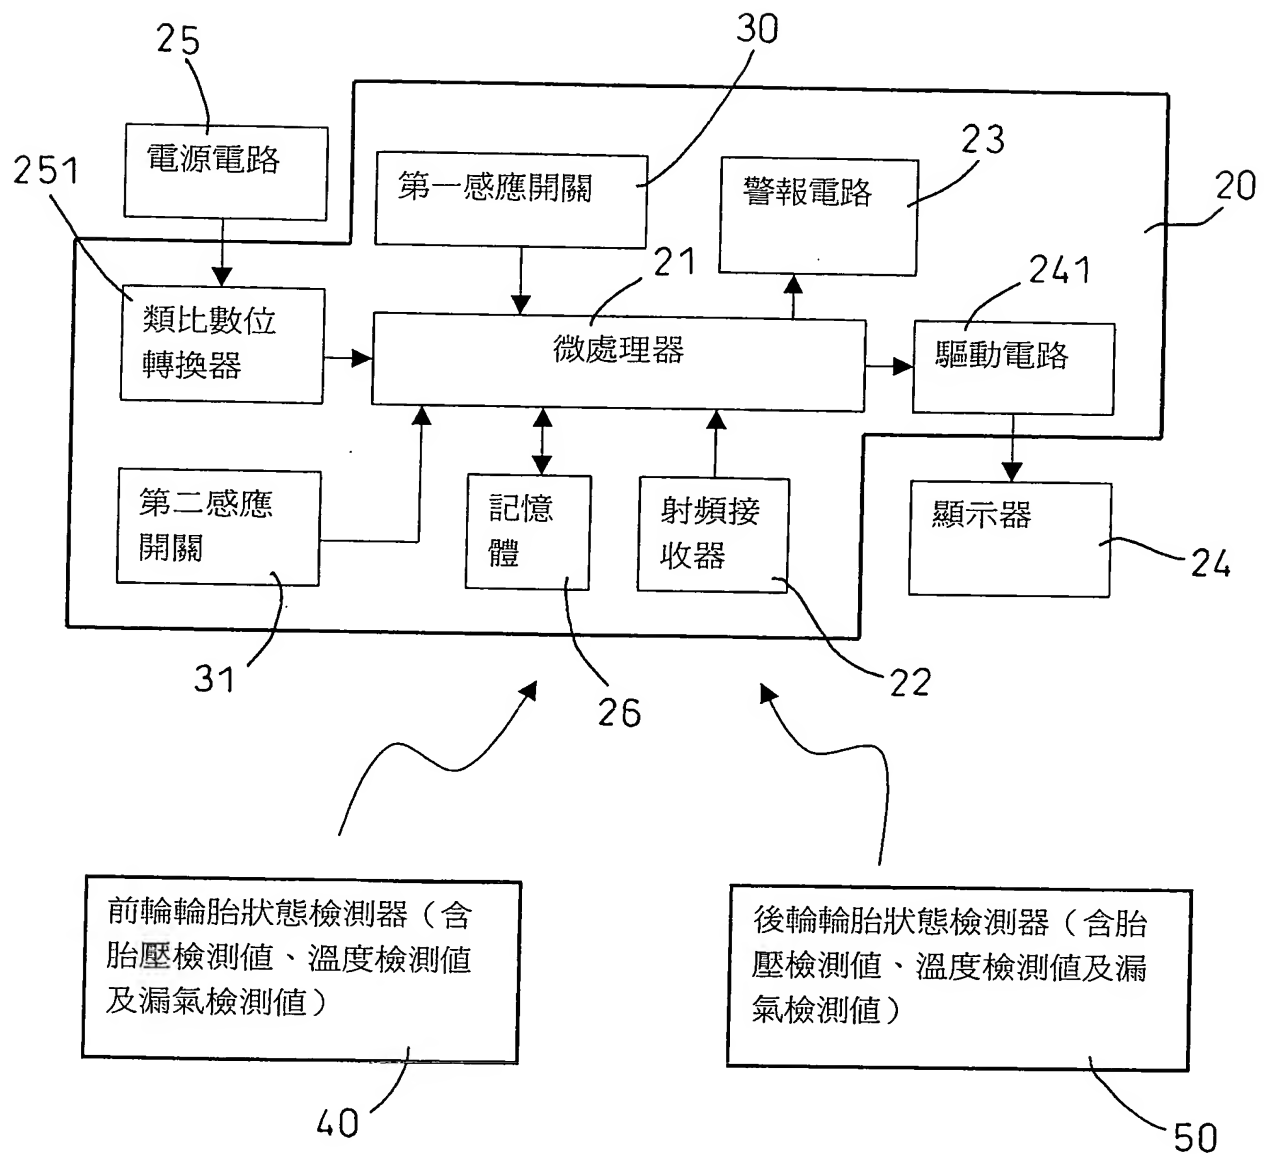 25
30
電源電路
251
第一感應開關
警報電路
23
20
21
241
類比數位
轉換器
微處理器
驅動電路
第二感應
開關
記憶
體
射頻接
收器
顯示器
24
31
26
22
前輪輪胎狀態檢測器（含
胎壓檢測值、溫度檢測值
及漏氣檢測值）
後輪輪胎狀態檢測器（含胎
壓檢測值、溫度檢測值及漏
氣檢測值）
40
50